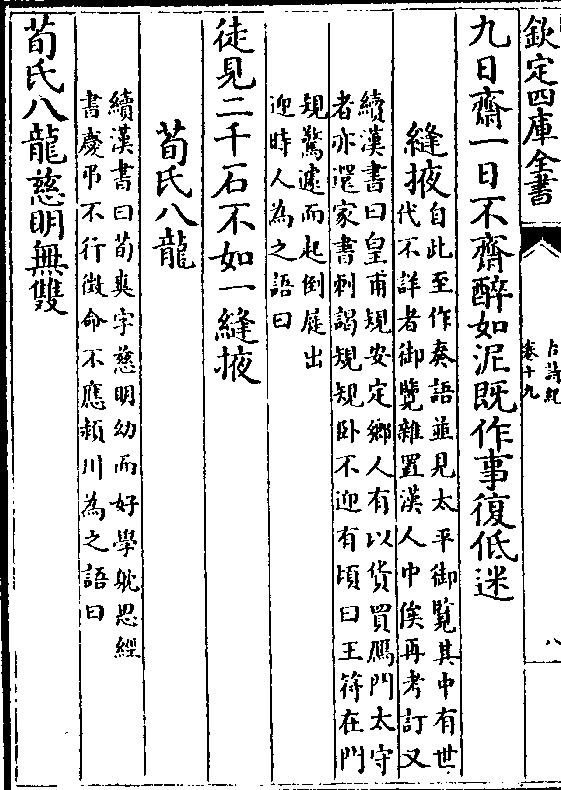 欽定四庫全書
古詩紀
卷十九
八
九日齋一日不齋醉如泥既作事復低迷
縫掖
自此至作奏語並見太平御覽其中有世
代不詳者御覽雜置漢人中俟再考訂又
續漢書曰皇甫規安定鄉人有以貨買鴈門太守
者亦還家書刺謁規規卧不迎有頃曰王符在門
規驚遽而起倒屣出
迎時人為之語曰
徒見二千石不如一縫掖
荀氏八龍
續漢書曰荀爽字慈明幼而好學躭思經
書慶弔不行徴命不應頴川為之語曰
荀氏八龍慈明無雙